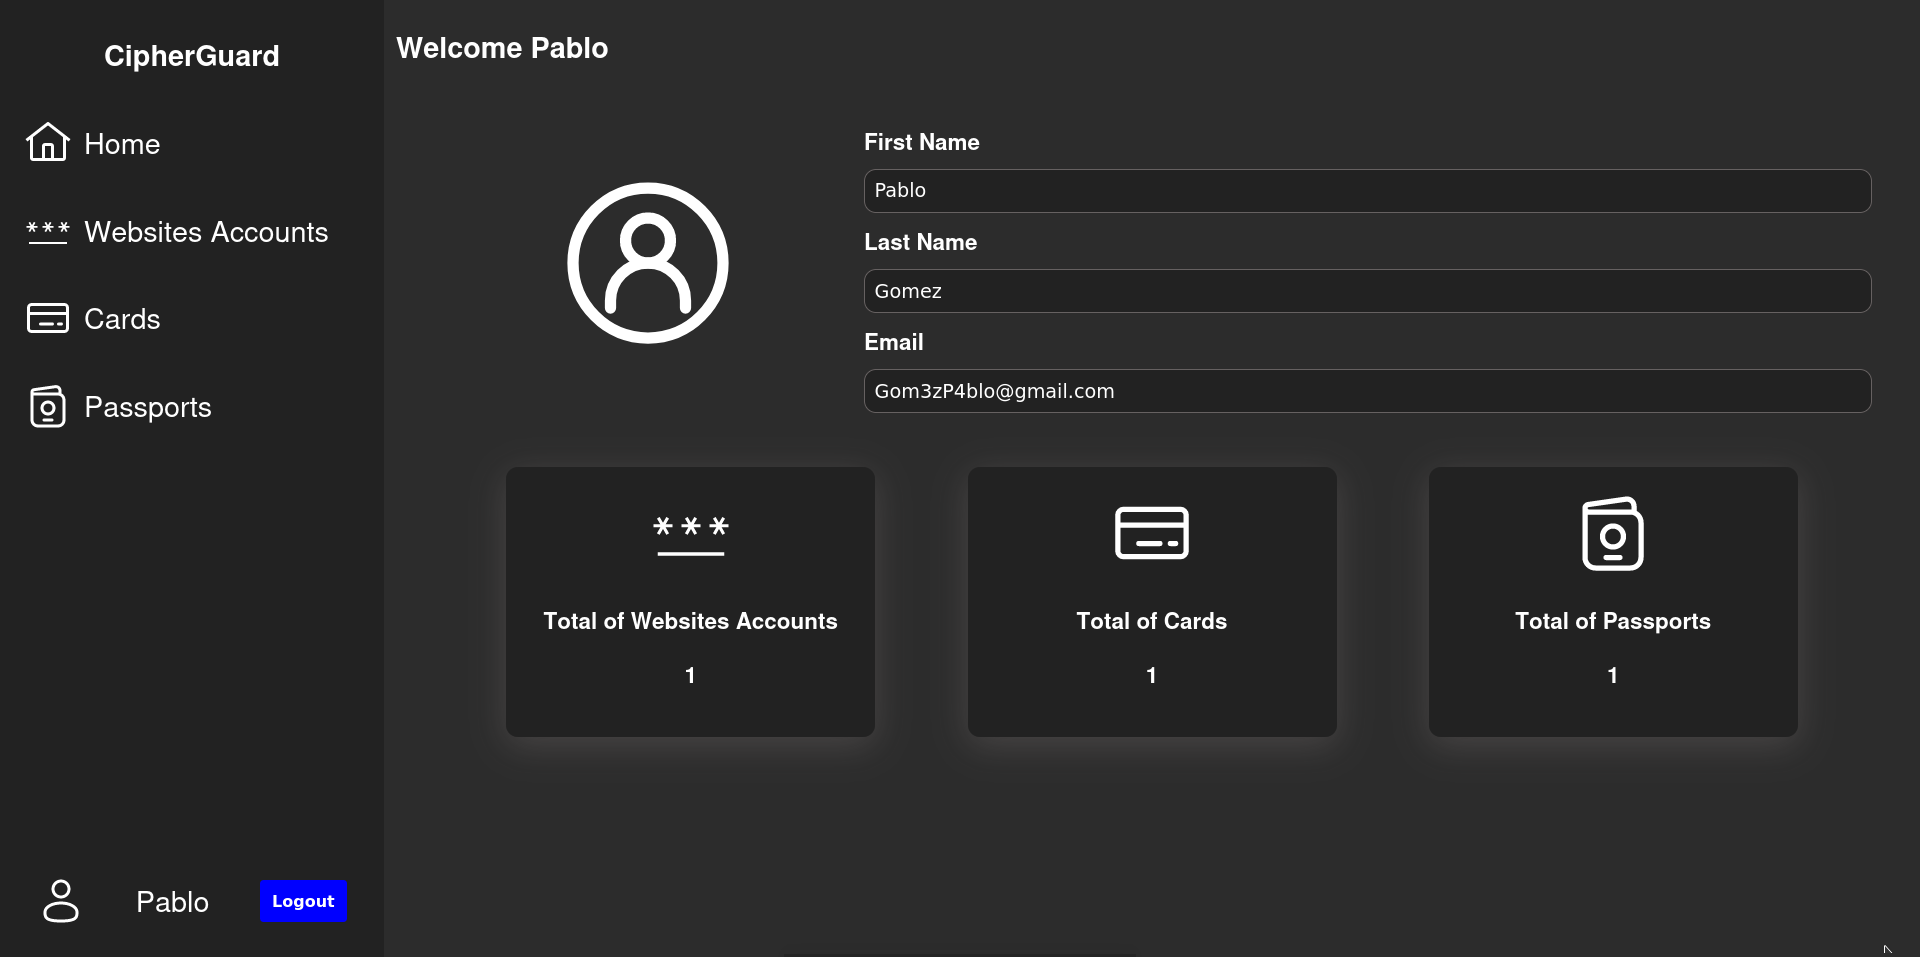 CipherGuard
Home
*** Websites Accounts
Cards
Passports
Pablo
Logout
Welcome Pablo
First Name
Pablo
Last Name
Gomez
Email
Gom3zP4blo@gmail.com
***
Total of Websites Accounts
1
Total of Cards
1
Total of Passports
1